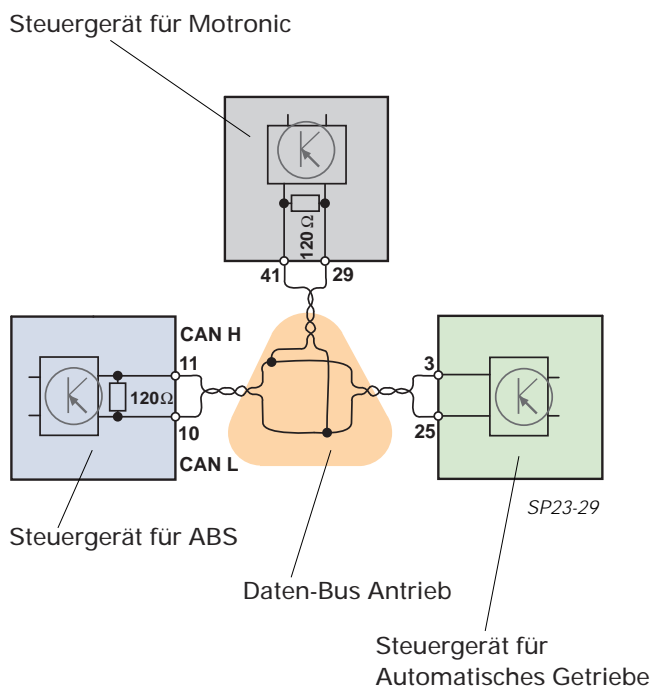 Steuergerät für Motronic
120 Ω
41
29
CAN H
11
120Ω
10
CAN L
3
25
SP23-29
Steuergerät für ABS
Daten-Bus Antrieb
Steuergerät für
Automatisches Getriebe